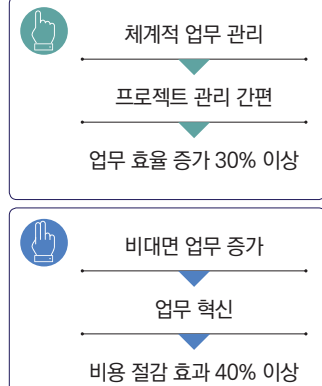 체계적 업무 관리
프로젝트 관리 간편
업무 효율 증가 30% 이상
비대면 업무 증가
업무 혁신
비용 절감 효과 40% 이상